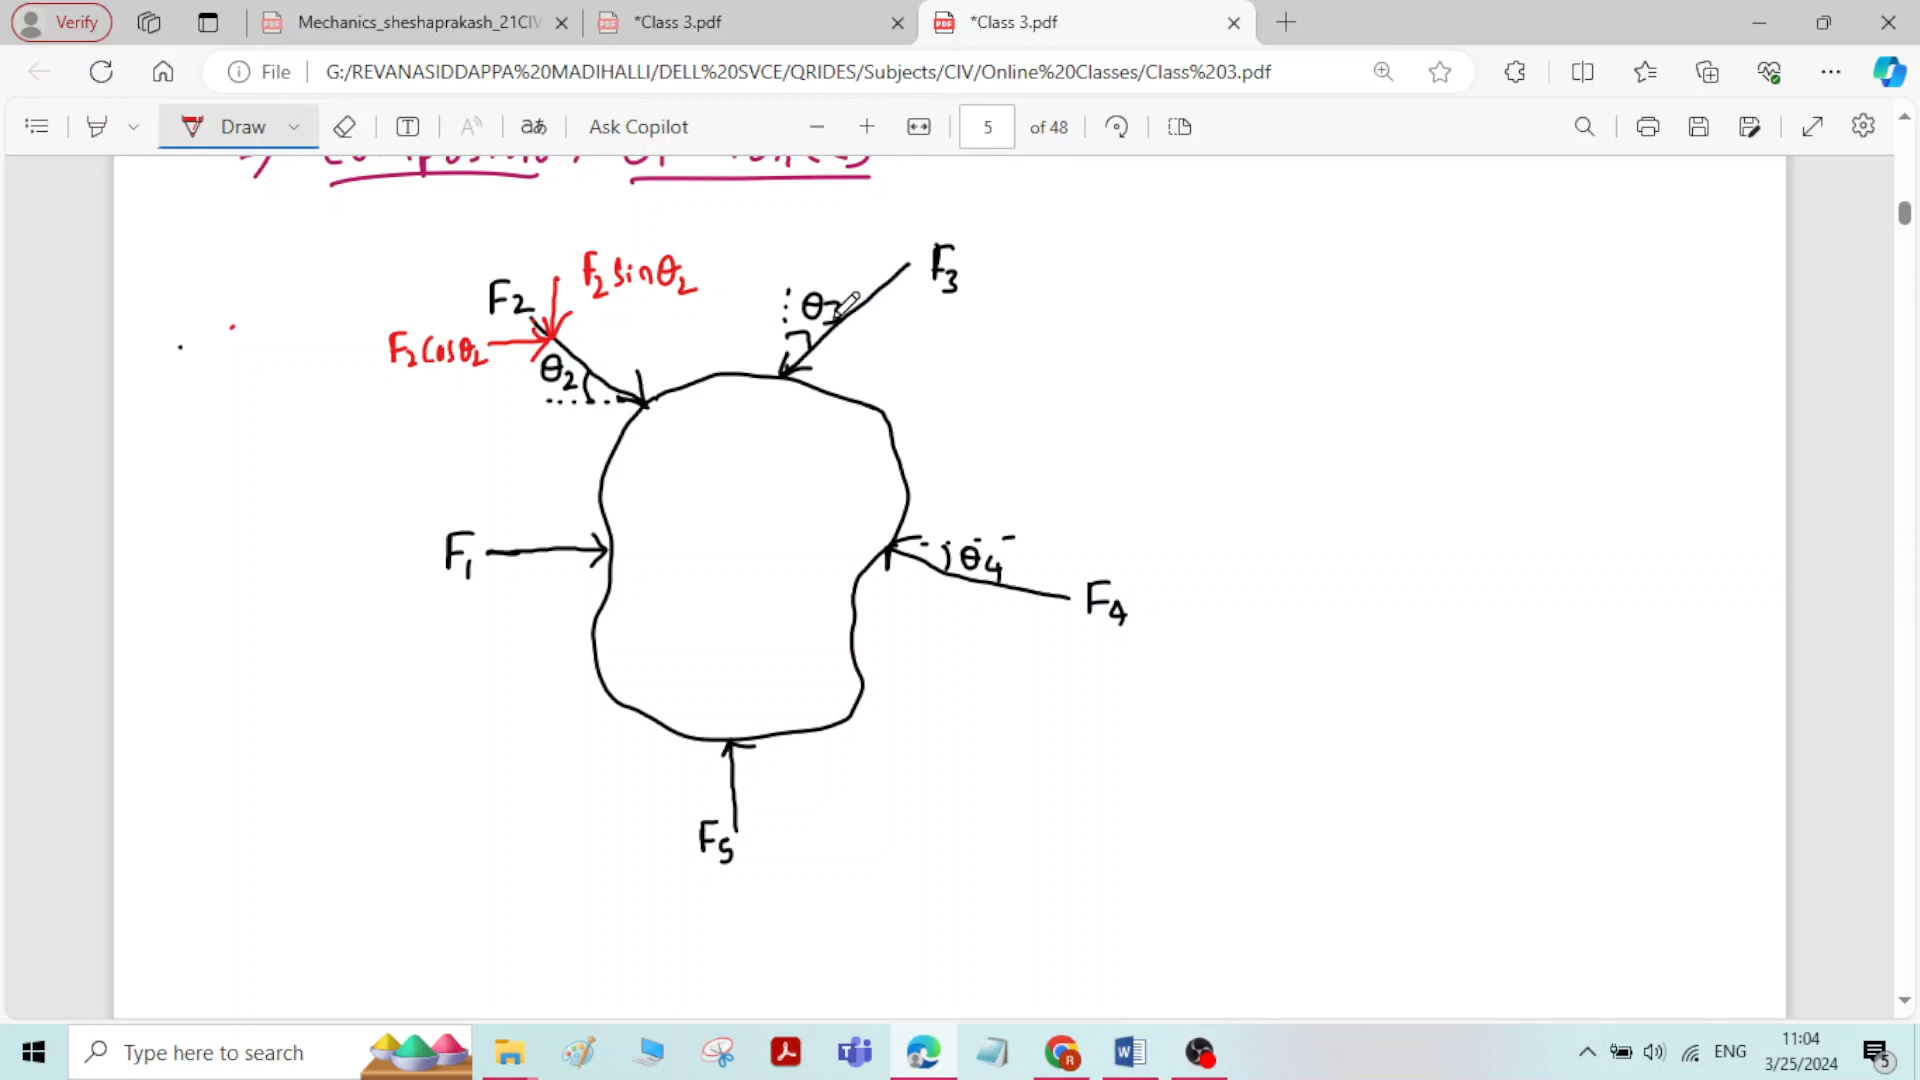 Verify
Mechanics_sheshaprakash_21CIV
*Class 3.pdf
*Class 3.pdf
File
G:/REVANASIDDAPPA%20MADIHALLI/DELL%20SVCE/QRIDES/Subjects/CIV/Online%20Classes/Class%203.pdf
Draw
Ask Copilot
5 of 48
F2
F2 sinθ2
F3
F2 cosθ2
θ2
F1
θ4
F4
F5
Type here to search
ENG
11:04
3/25/2024
5